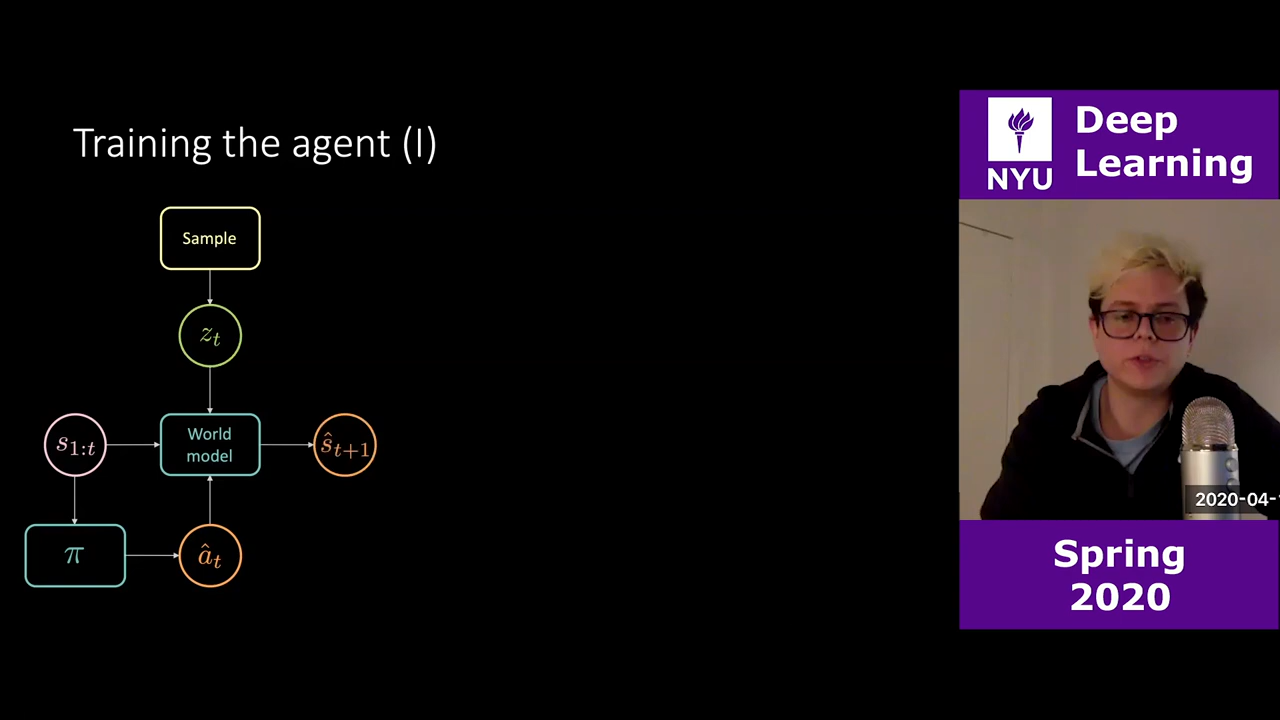 Training the agent (I)
Sample
z_t
s_{1:t}
World
model
ŝ_{t+1}
π
â_t
NYU
Deep
Learning
2020-04-
Spring
2020